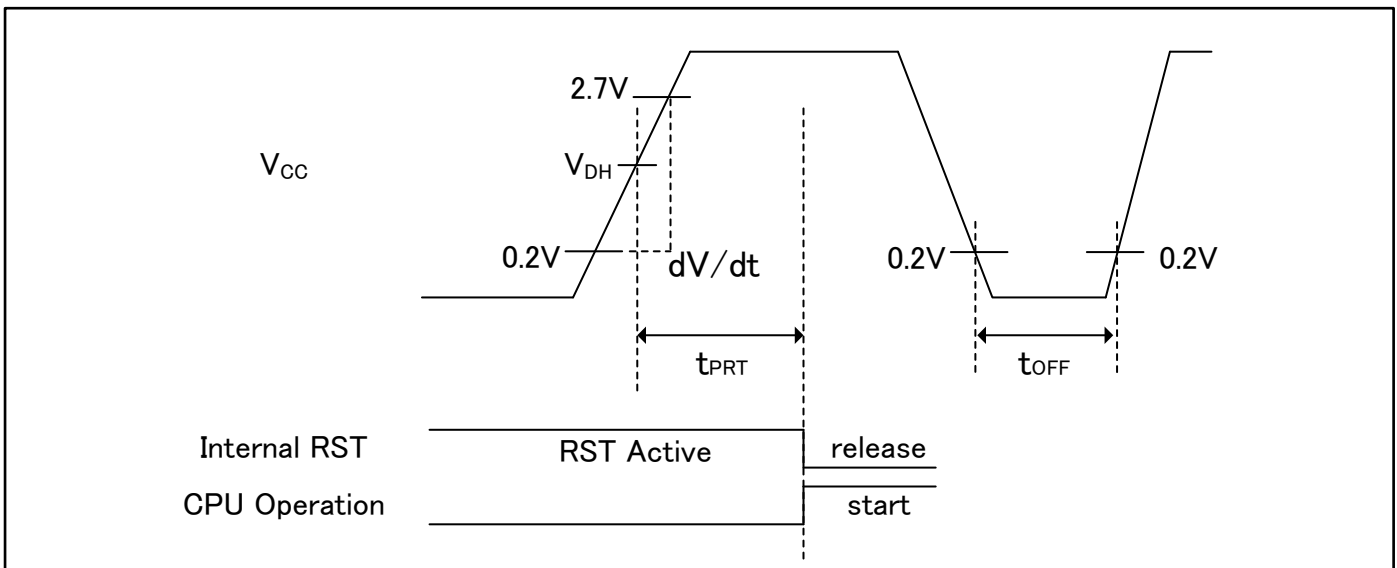 2.7V
VCC
VDH
0.2V
dV/dt
0.2V
0.2V
tPRT
tOFF
Internal RST
RST Active
release
CPU Operation
start